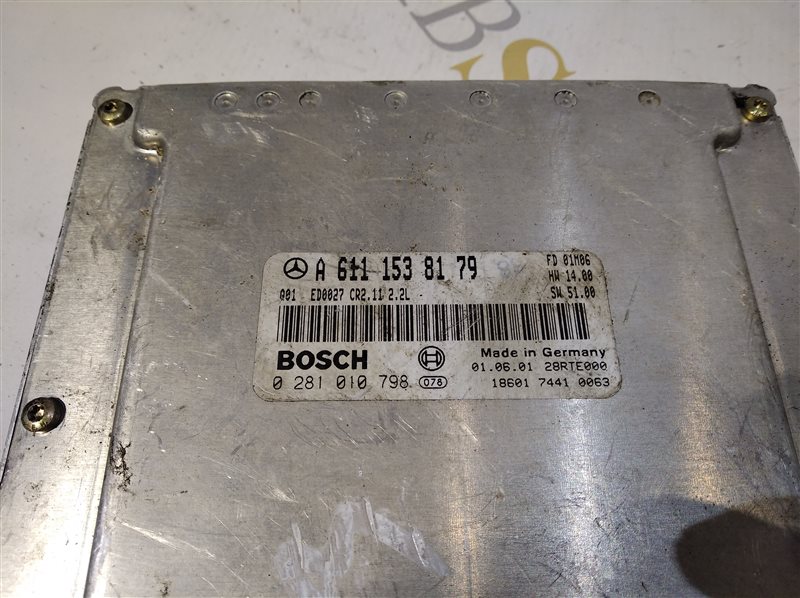 A 611 153 81 79
FD 01M06
HW 14.00
Q01 ED0027 CR2.11 2.2L -
SW 51.00
BOSCH
Made in Germany
0 281 010 798 078
01.06.01 28RTE000
18601 7441 0063